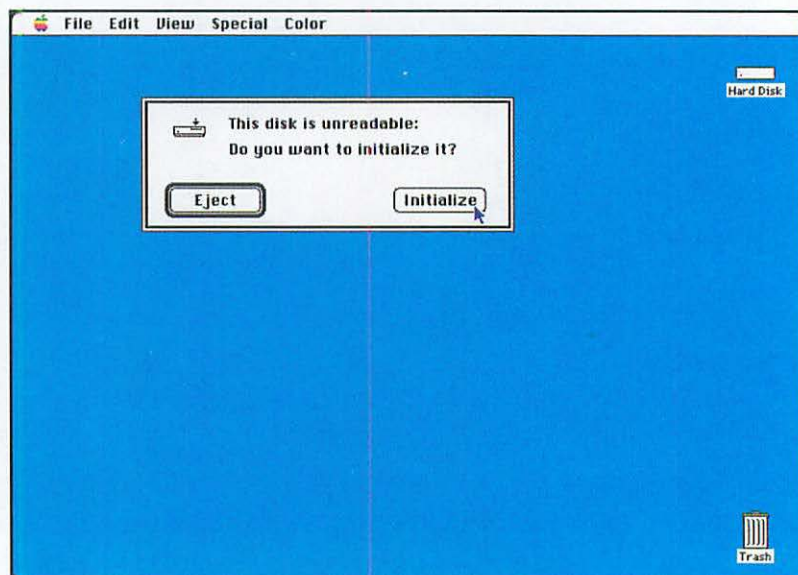 File Edit View Special Color
Hard Disk
This disk is unreadable:
Do you want to initialize it?
Eject Initialize
Trash